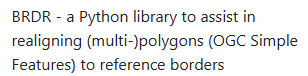 BRDR - a Python library to assist in
realigning (multi-)polygons (OGC Simple
Features) to reference borders